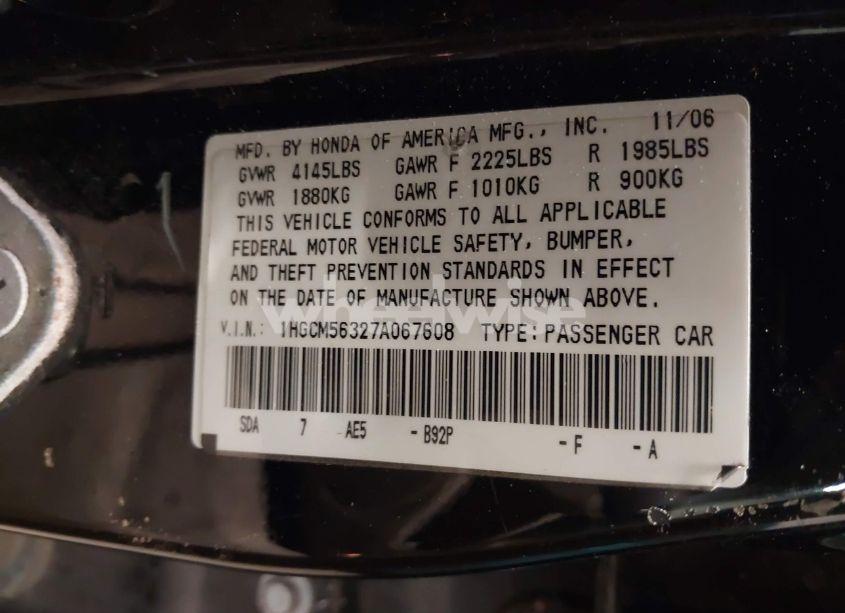 MFD. BY HONDA OF AMERICA MFG., INC. 11/06
GVWR 4145LBS GAWR F 2225LBS R 1985LBS
GVWR 1880KG GAWR F 1010KG R 900KG
THIS VEHICLE CONFORMS TO ALL APPLICABLE
FEDERAL MOTOR VEHICLE SAFETY, BUMPER,
AND THEFT PREVENTION STANDARDS IN EFFECT
ON THE DATE OF MANUFACTURE SHOWN ABOVE.
wheelwise
V.I.N.: 1HGCM56327A067608 TYPE: PASSENGER CAR
SDA 7 AE5 -B92P -F -A